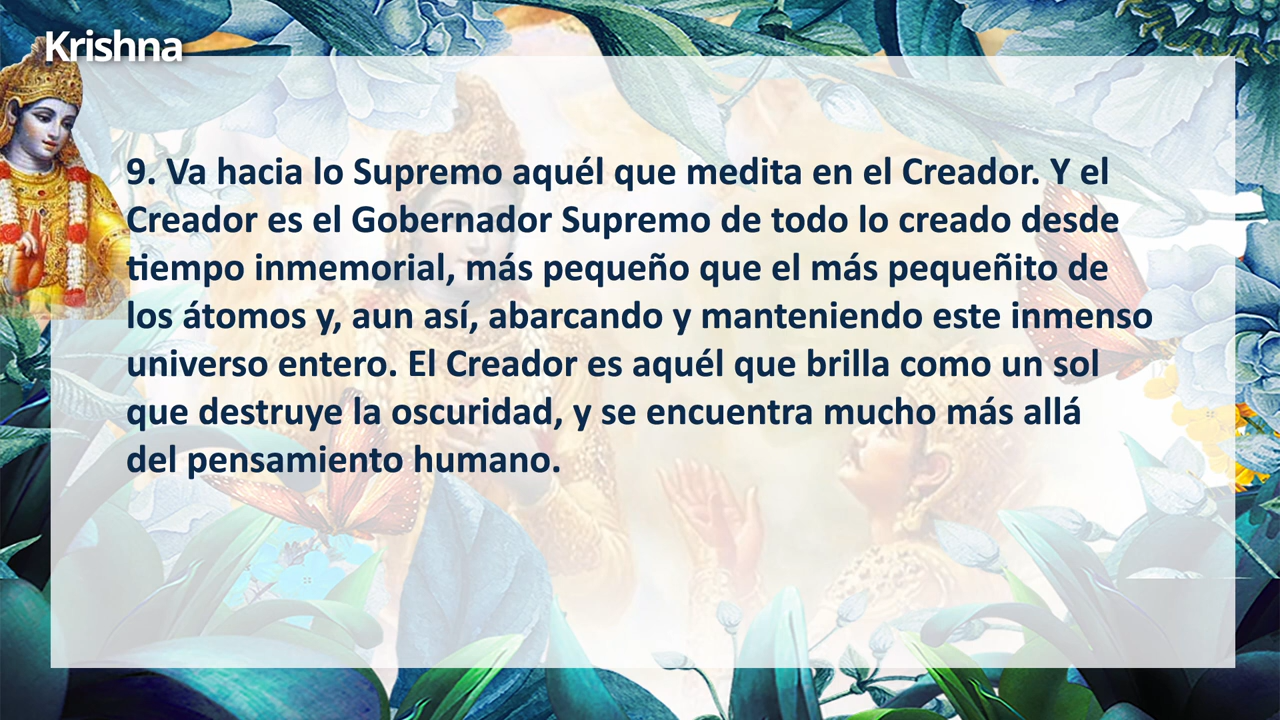 Krishna
9. Va hacia lo Supremo aquél que medita en el Creador. Y el
Creador es el Gobernador Supremo de todo lo creado desde
tiempo inmemorial, más pequeño que el más pequeñito de
los átomos y, aun así, abarcando y manteniendo este inmenso
universo entero. El Creador es aquél que brilla como un sol
que destruye la oscuridad, y se encuentra mucho más allá
del pensamiento humano.